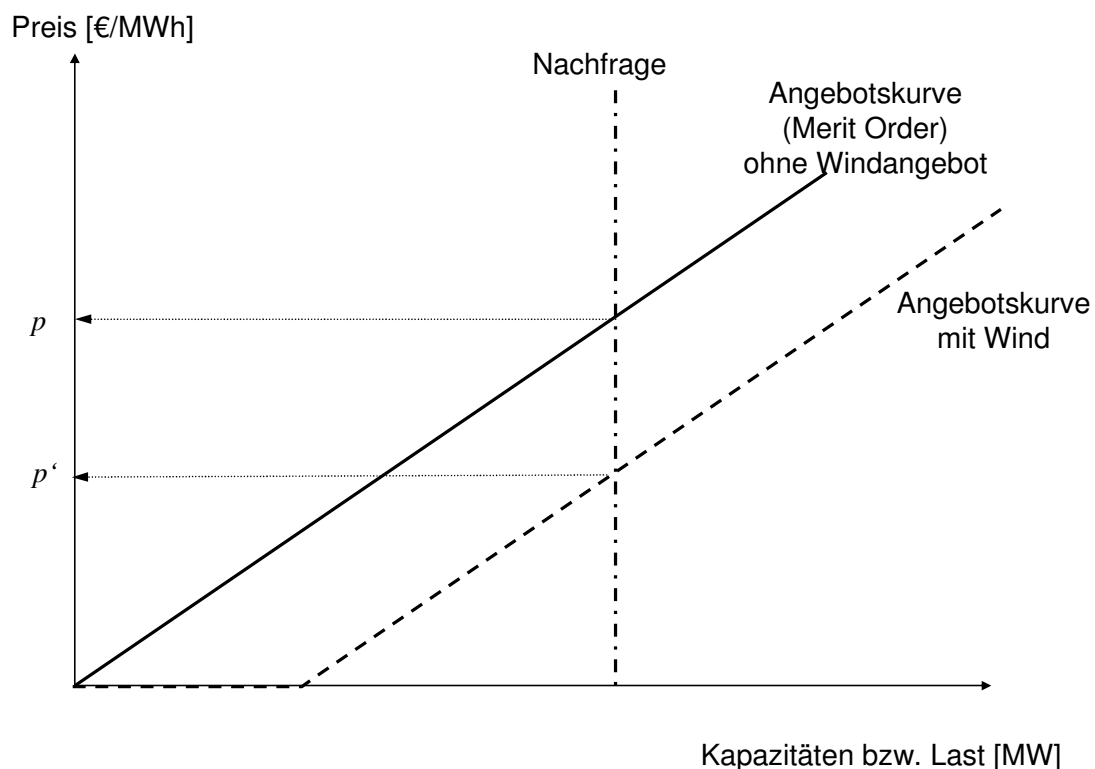 Preis [€/MWh]
Nachfrage
Angebotskurve
(Merit Order)
ohne Windangebot
Angebotskurve
mit Wind
p
p‘
Kapazitäten bzw. Last [MW]